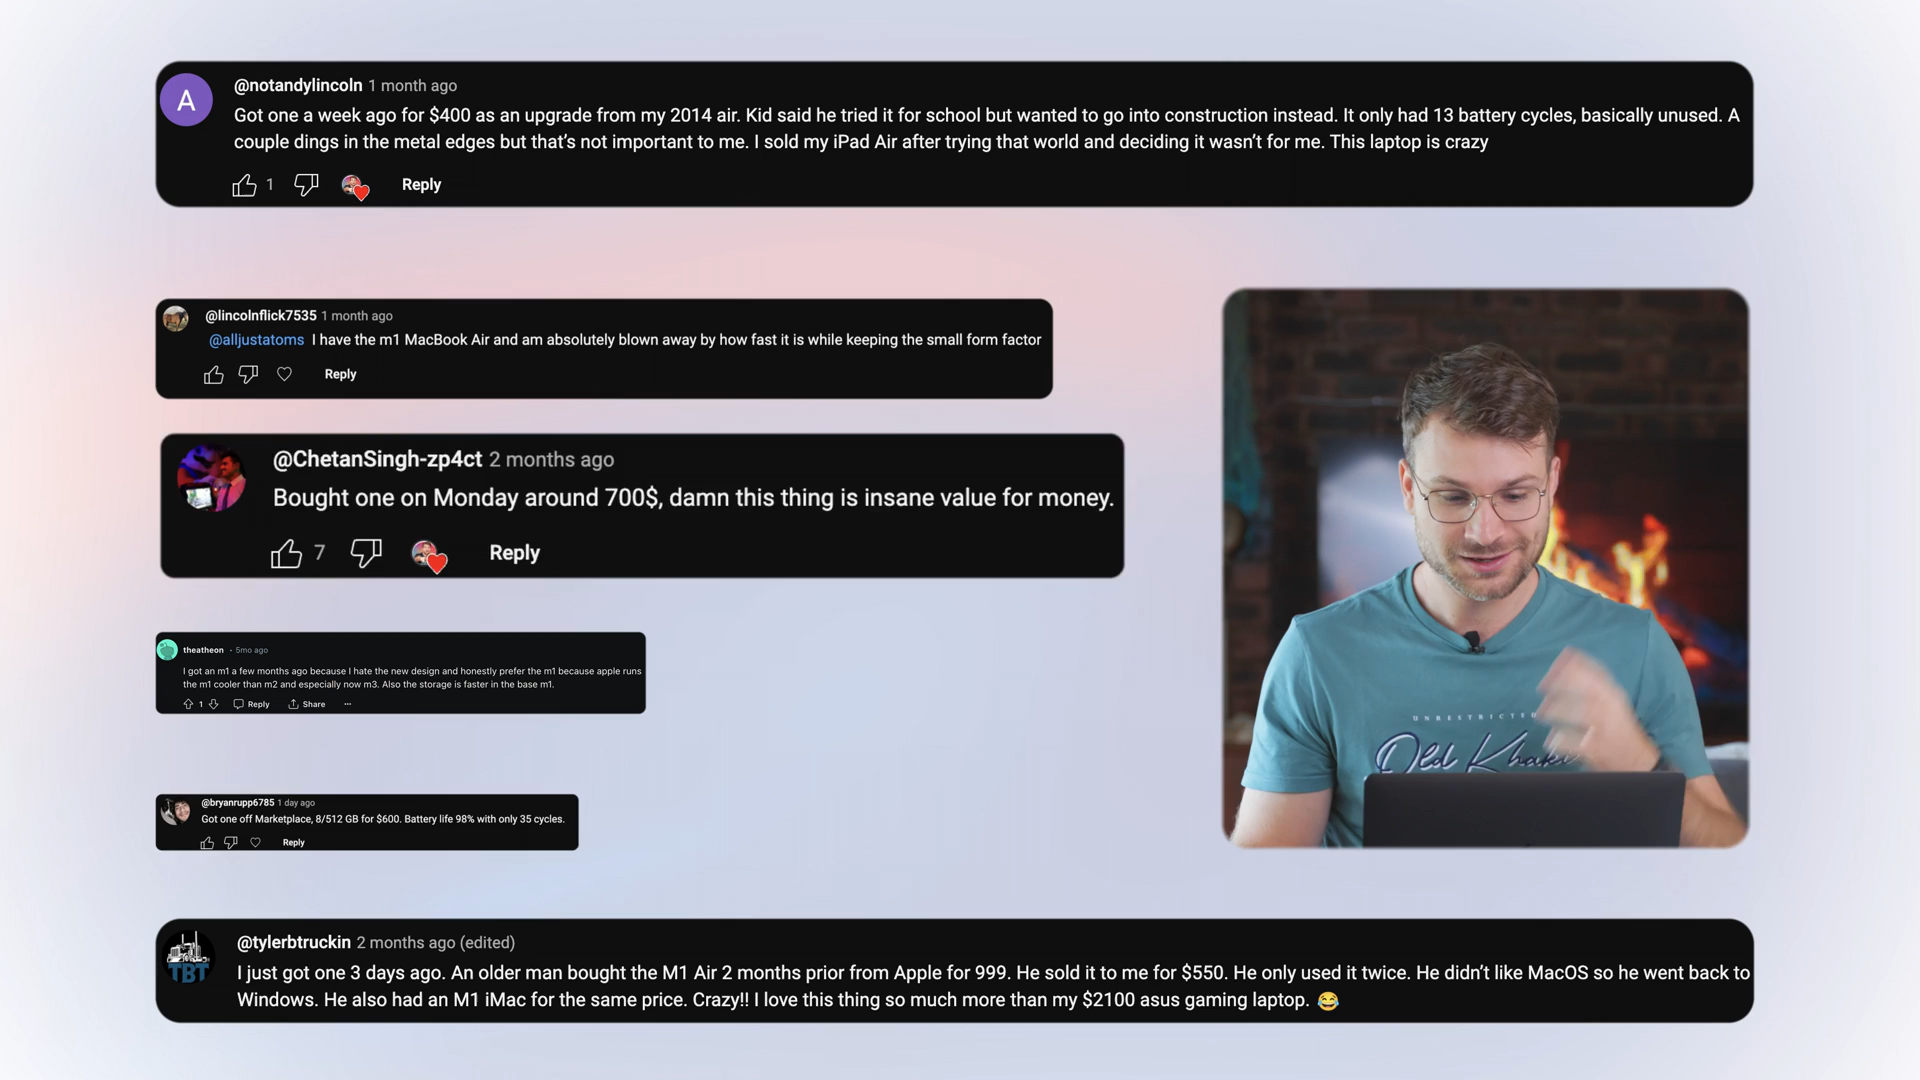 A
@notandylincoln 1 month ago
Got one a week ago for $400 as an upgrade from my 2014 air. Kid said he tried it for school but wanted to go into construction instead. It only had 13 battery cycles, basically unused. A
couple dings in the metal edges but that's not important to me. I sold my iPad Air after trying that world and deciding it wasn't for me. This laptop is crazy
1 Reply
@lincolnflick7535 1 month ago
@alljustatoms I have the m1 MacBook Air and am absolutely blown away by how fast it is while keeping the small form factor
Reply
@ChetanSingh-zp4ct 2 months ago
Bought one on Monday around 700$, damn this thing is insane value for money.
7 Reply
theatheon • 5mo ago
I got an m1 a few months ago because I hate the new design and honestly prefer the m1 because apple runs
the m1 cooler than m2 and especially now m3. Also the storage is faster in the base m1.
1 Reply Share ...
UNRESTRICTED
Old Khaki
@bryanrupp6785 1 day ago
Got one off Marketplace, 8/512 GB for $600. Battery life 98% with only 35 cycles.
Reply
TBT
@tylerbtruckin 2 months ago (edited)
I just got one 3 days ago. An older man bought the M1 Air 2 months prior from Apple for 999. He sold it to me for $550. He only used it twice. He didn't like MacOS so he went back to
Windows. He also had an M1 iMac for the same price. Crazy!! I love this thing so much more than my $2100 asus gaming laptop. 😂